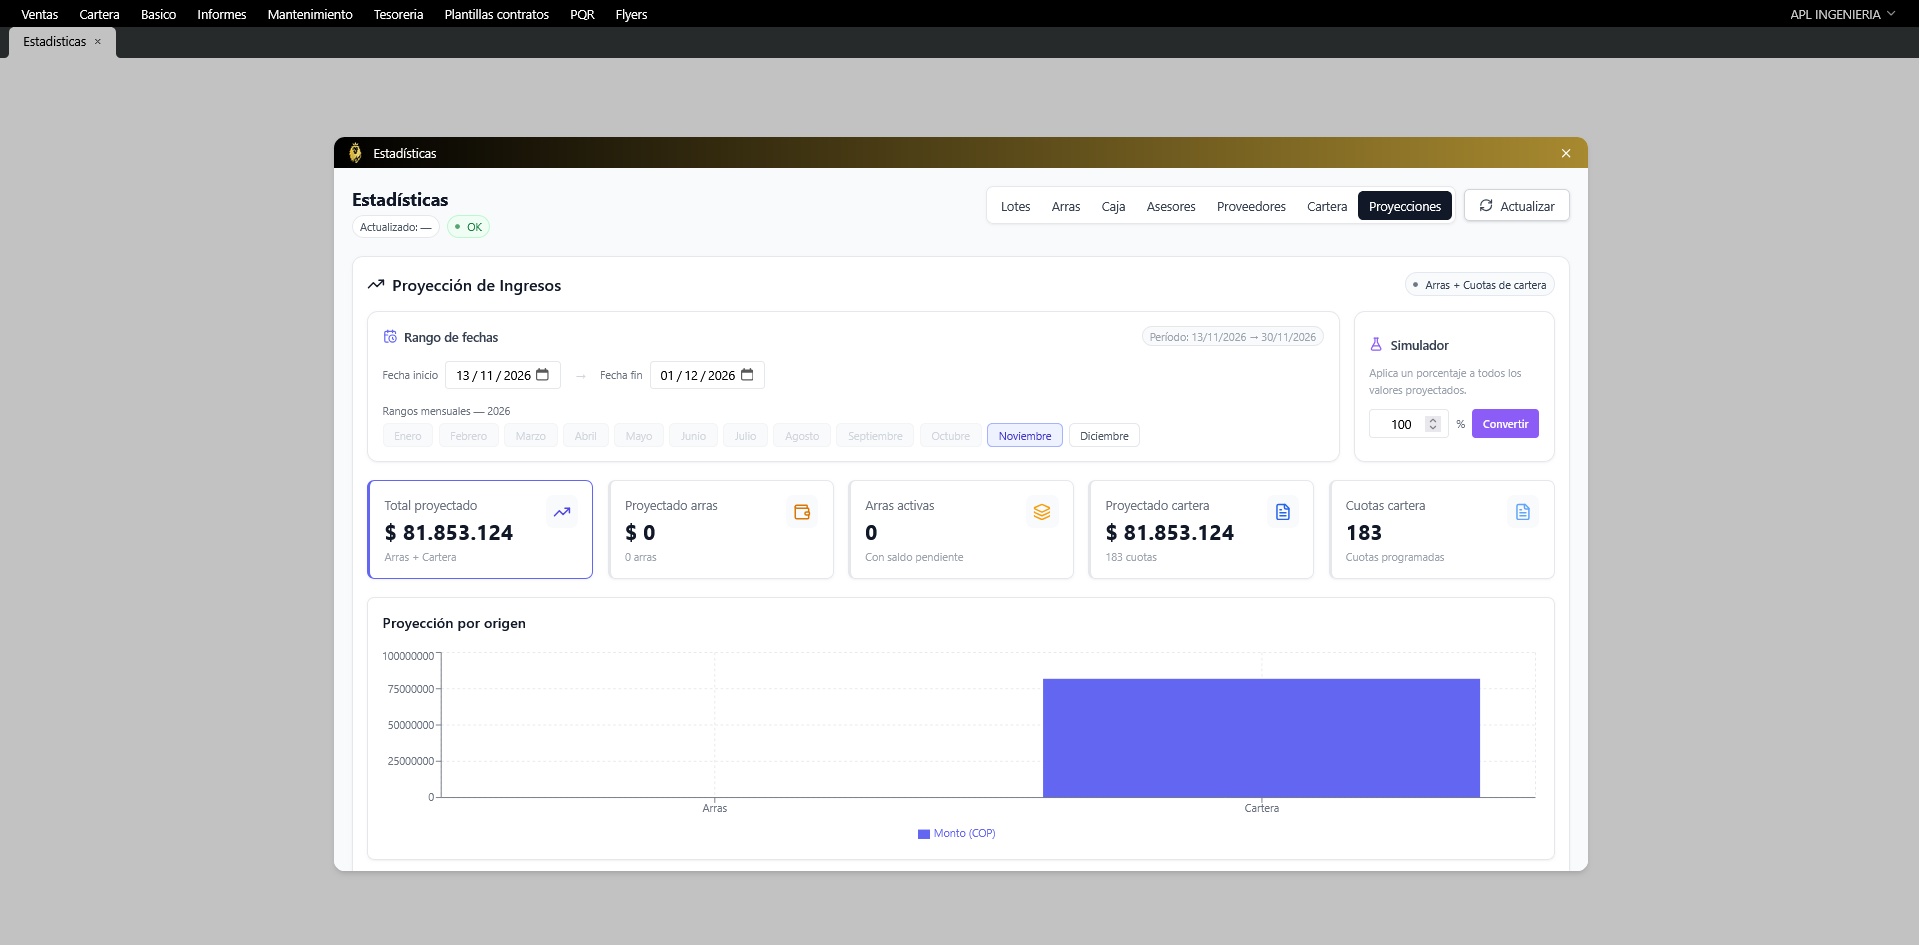 Ventas Cartera Basico Informes Mantenimiento Tesoreria Plantillas contratos PQR Flyers APL INGENIERIA
Estadisticas ×
Estadísticas
Estadísticas
Actualizado: —
OK
Lotes Arras Caja Asesores Proveedores Cartera Proyecciones Actualizar
Proyección de Ingresos
Arras + Cuotas de cartera
Rango de fechas
Período: 13/11/2026 → 30/11/2026
Fecha inicio 13 / 11 / 2026 → Fecha fin 01 / 12 / 2026
Rangos mensuales — 2026
Enero Febrero Marzo Abril Mayo Junio Julio Agosto Septiembre Octubre Noviembre Diciembre
Simulador
Aplica un porcentaje a todos los
valores proyectados.
100 % Convertir
Total proyectado
$ 81.853.124
Arras + Cartera
Proyectado arras
$ 0
0 arras
Arras activas
0
Con saldo pendiente
Proyectado cartera
$ 81.853.124
183 cuotas
Cuotas cartera
183
Cuotas programadas
Proyección por origen
100000000
75000000
50000000
25000000
0
Arras Cartera
Monto (COP)